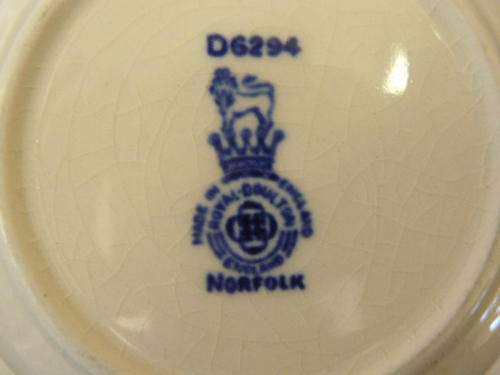 D6294
MADE IN ENGLAND
ROYAL·DOULTON
ENGLAND
NORFOLK